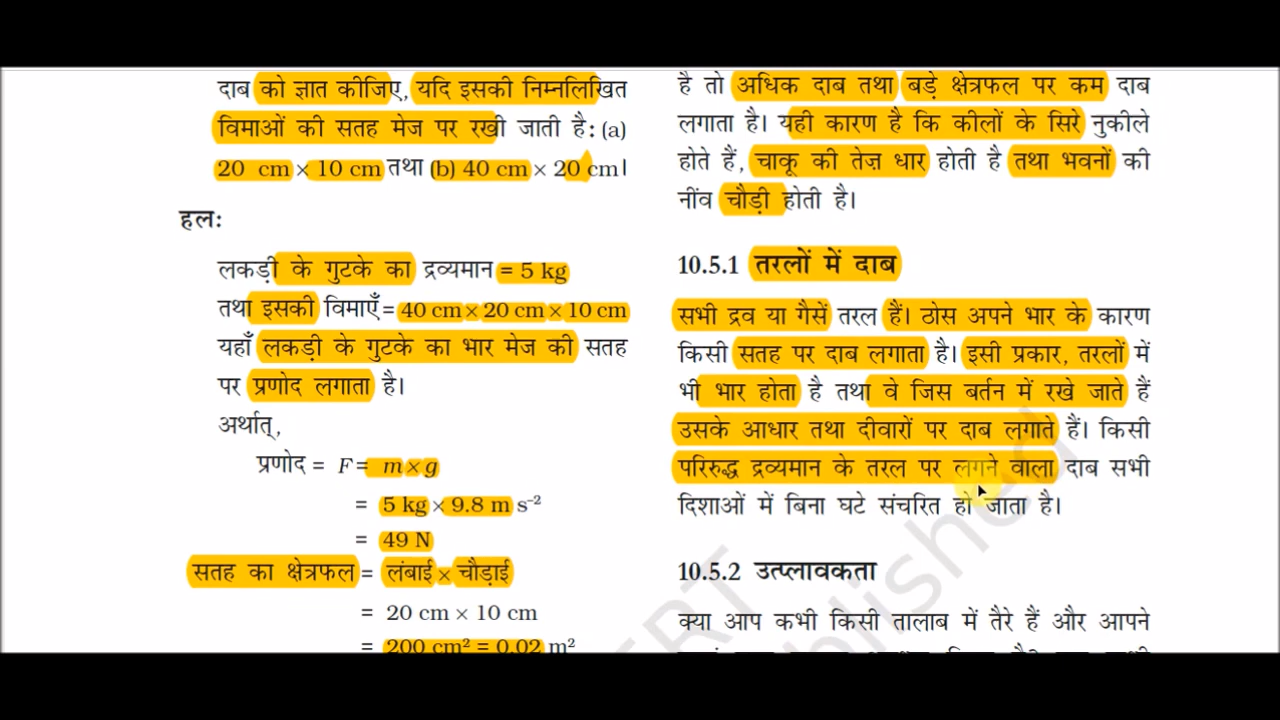 दाब को ज्ञात कीजिए, यदि इसकी निम्नलिखित
विमाओं की सतह मेज पर रखी जाती है: (a)
20 cm × 10 cm तथा (b) 40 cm × 20 cm।
हलः
लकड़ी के गुटके का द्रव्यमान = 5 kg
तथा इसकी विमाएँ = 40 cm × 20 cm × 10 cm
यहाँ लकड़ी के गुटके का भार मेज की सतह
पर प्रणोद लगाता है।
अर्थात्,
प्रणोद = F = m × g
= 5 kg × 9.8 m s⁻²
= 49 N
सतह का क्षेत्रफल = लंबाई × चौड़ाई
= 20 cm × 10 cm
= 200 cm² = 0.02 m²
है तो अधिक दाब तथा बड़े क्षेत्रफल पर कम दाब
लगाता है। यही कारण है कि कीलों के सिरे नुकीले
होते हैं, चाकू की तेज़ धार होती है तथा भवनों की
नींव चौड़ी होती है।
10.5.1 तरलों में दाब
सभी द्रव या गैसें तरल हैं। ठोस अपने भार के कारण
किसी सतह पर दाब लगाता है। इसी प्रकार, तरलों में
भी भार होता है तथा वे जिस बर्तन में रखे जाते हैं
उसके आधार तथा दीवारों पर दाब लगाते हैं। किसी
परिरुद्ध द्रव्यमान के तरल पर लगने वाला दाब सभी
दिशाओं में बिना घटे संचरित हो जाता है।
10.5.2 उत्प्लावकता
क्या आप कभी किसी तालाब में तैरे हैं और आपने